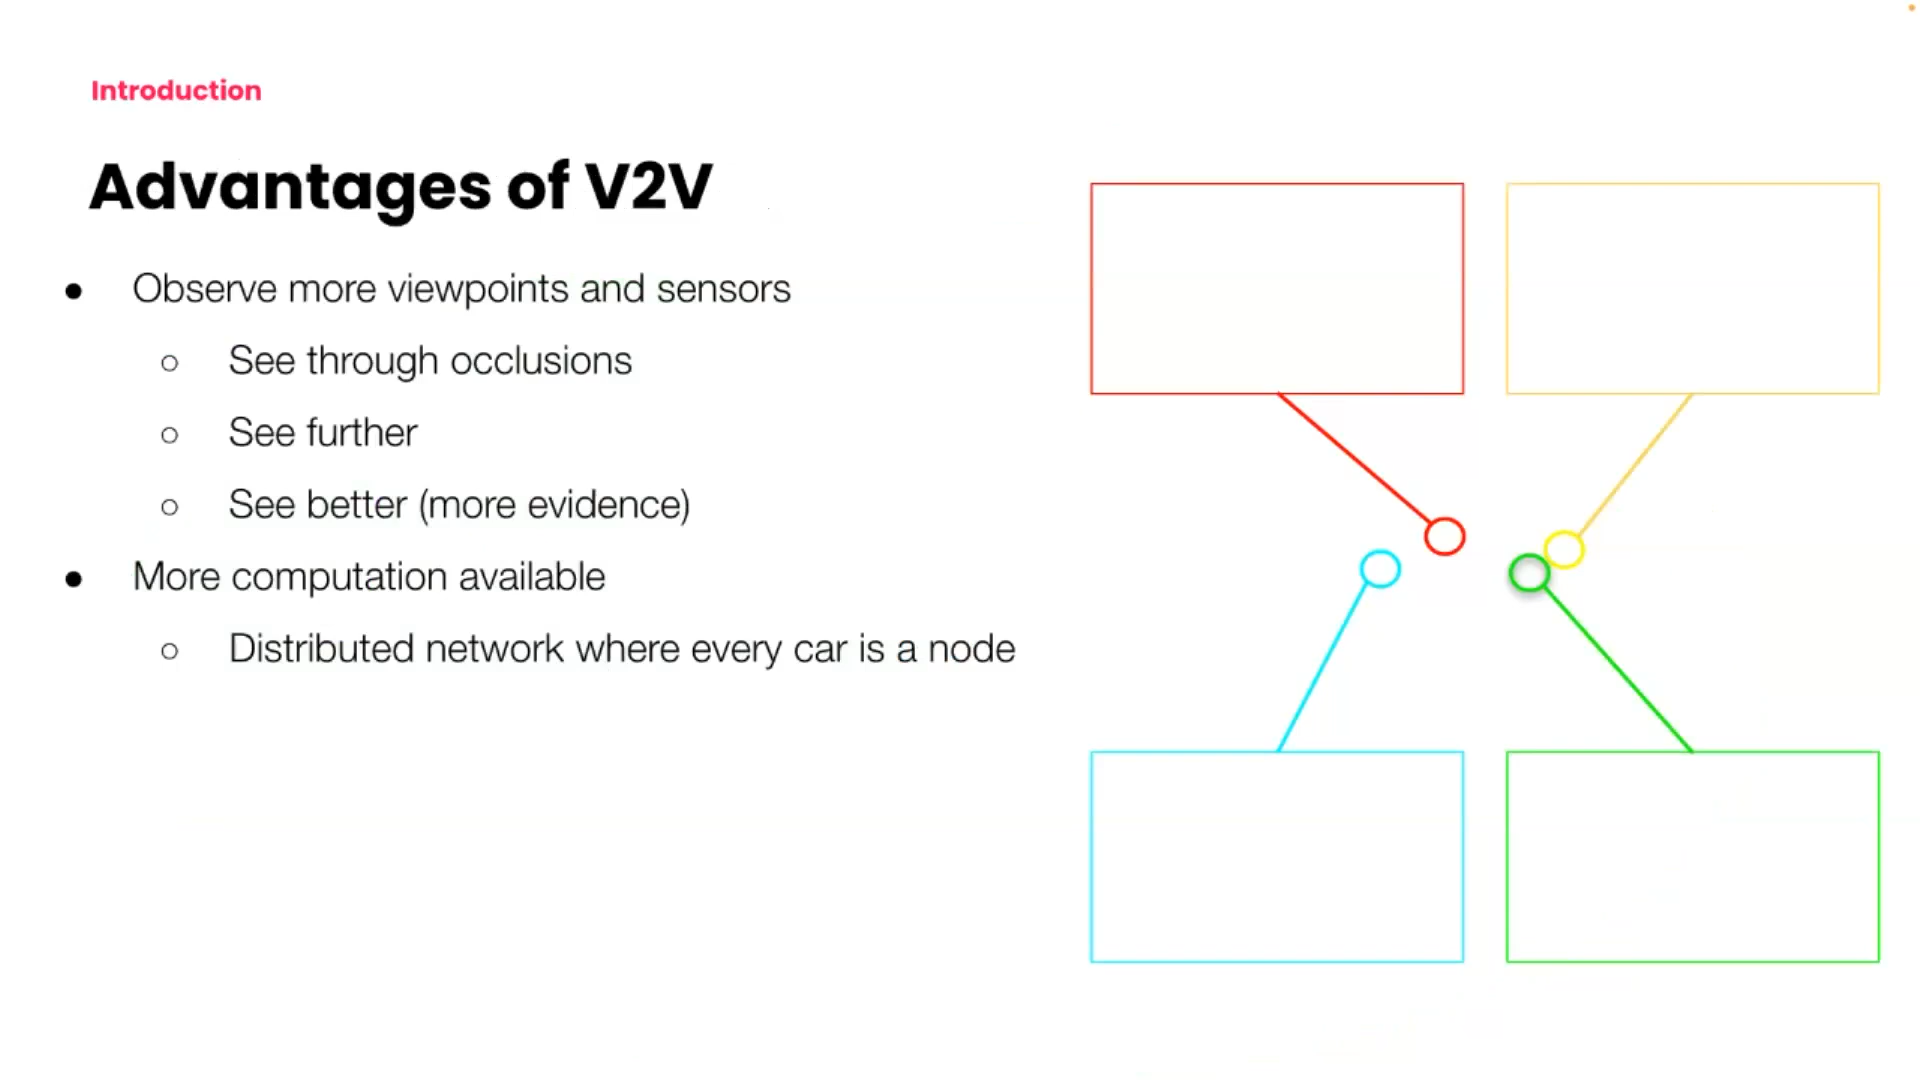 Introduction
Advantages of V2V
● Observe more viewpoints and sensors
○ See through occlusions
○ See further
○ See better (more evidence)
● More computation available
○ Distributed network where every car is a node